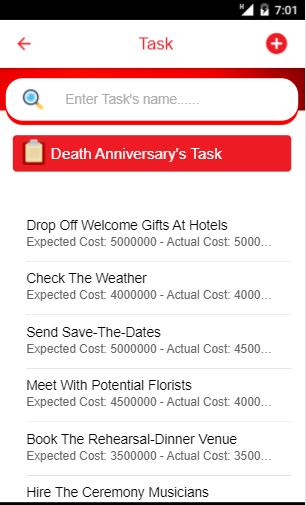 H 7:01
Task
Enter Task's name......
Death Anniversary's Task
Drop Off Welcome Gifts At Hotels
Expected Cost: 5000000 - Actual Cost: 5000...
Check The Weather
Expected Cost: 4000000 - Actual Cost: 4000...
Send Save-The-Dates
Expected Cost: 5000000 - Actual Cost: 4500...
Meet With Potential Florists
Expected Cost: 4500000 - Actual Cost: 4000...
Book The Rehearsal-Dinner Venue
Expected Cost: 3500000 - Actual Cost: 3500...
Hire The Ceremony Musicians